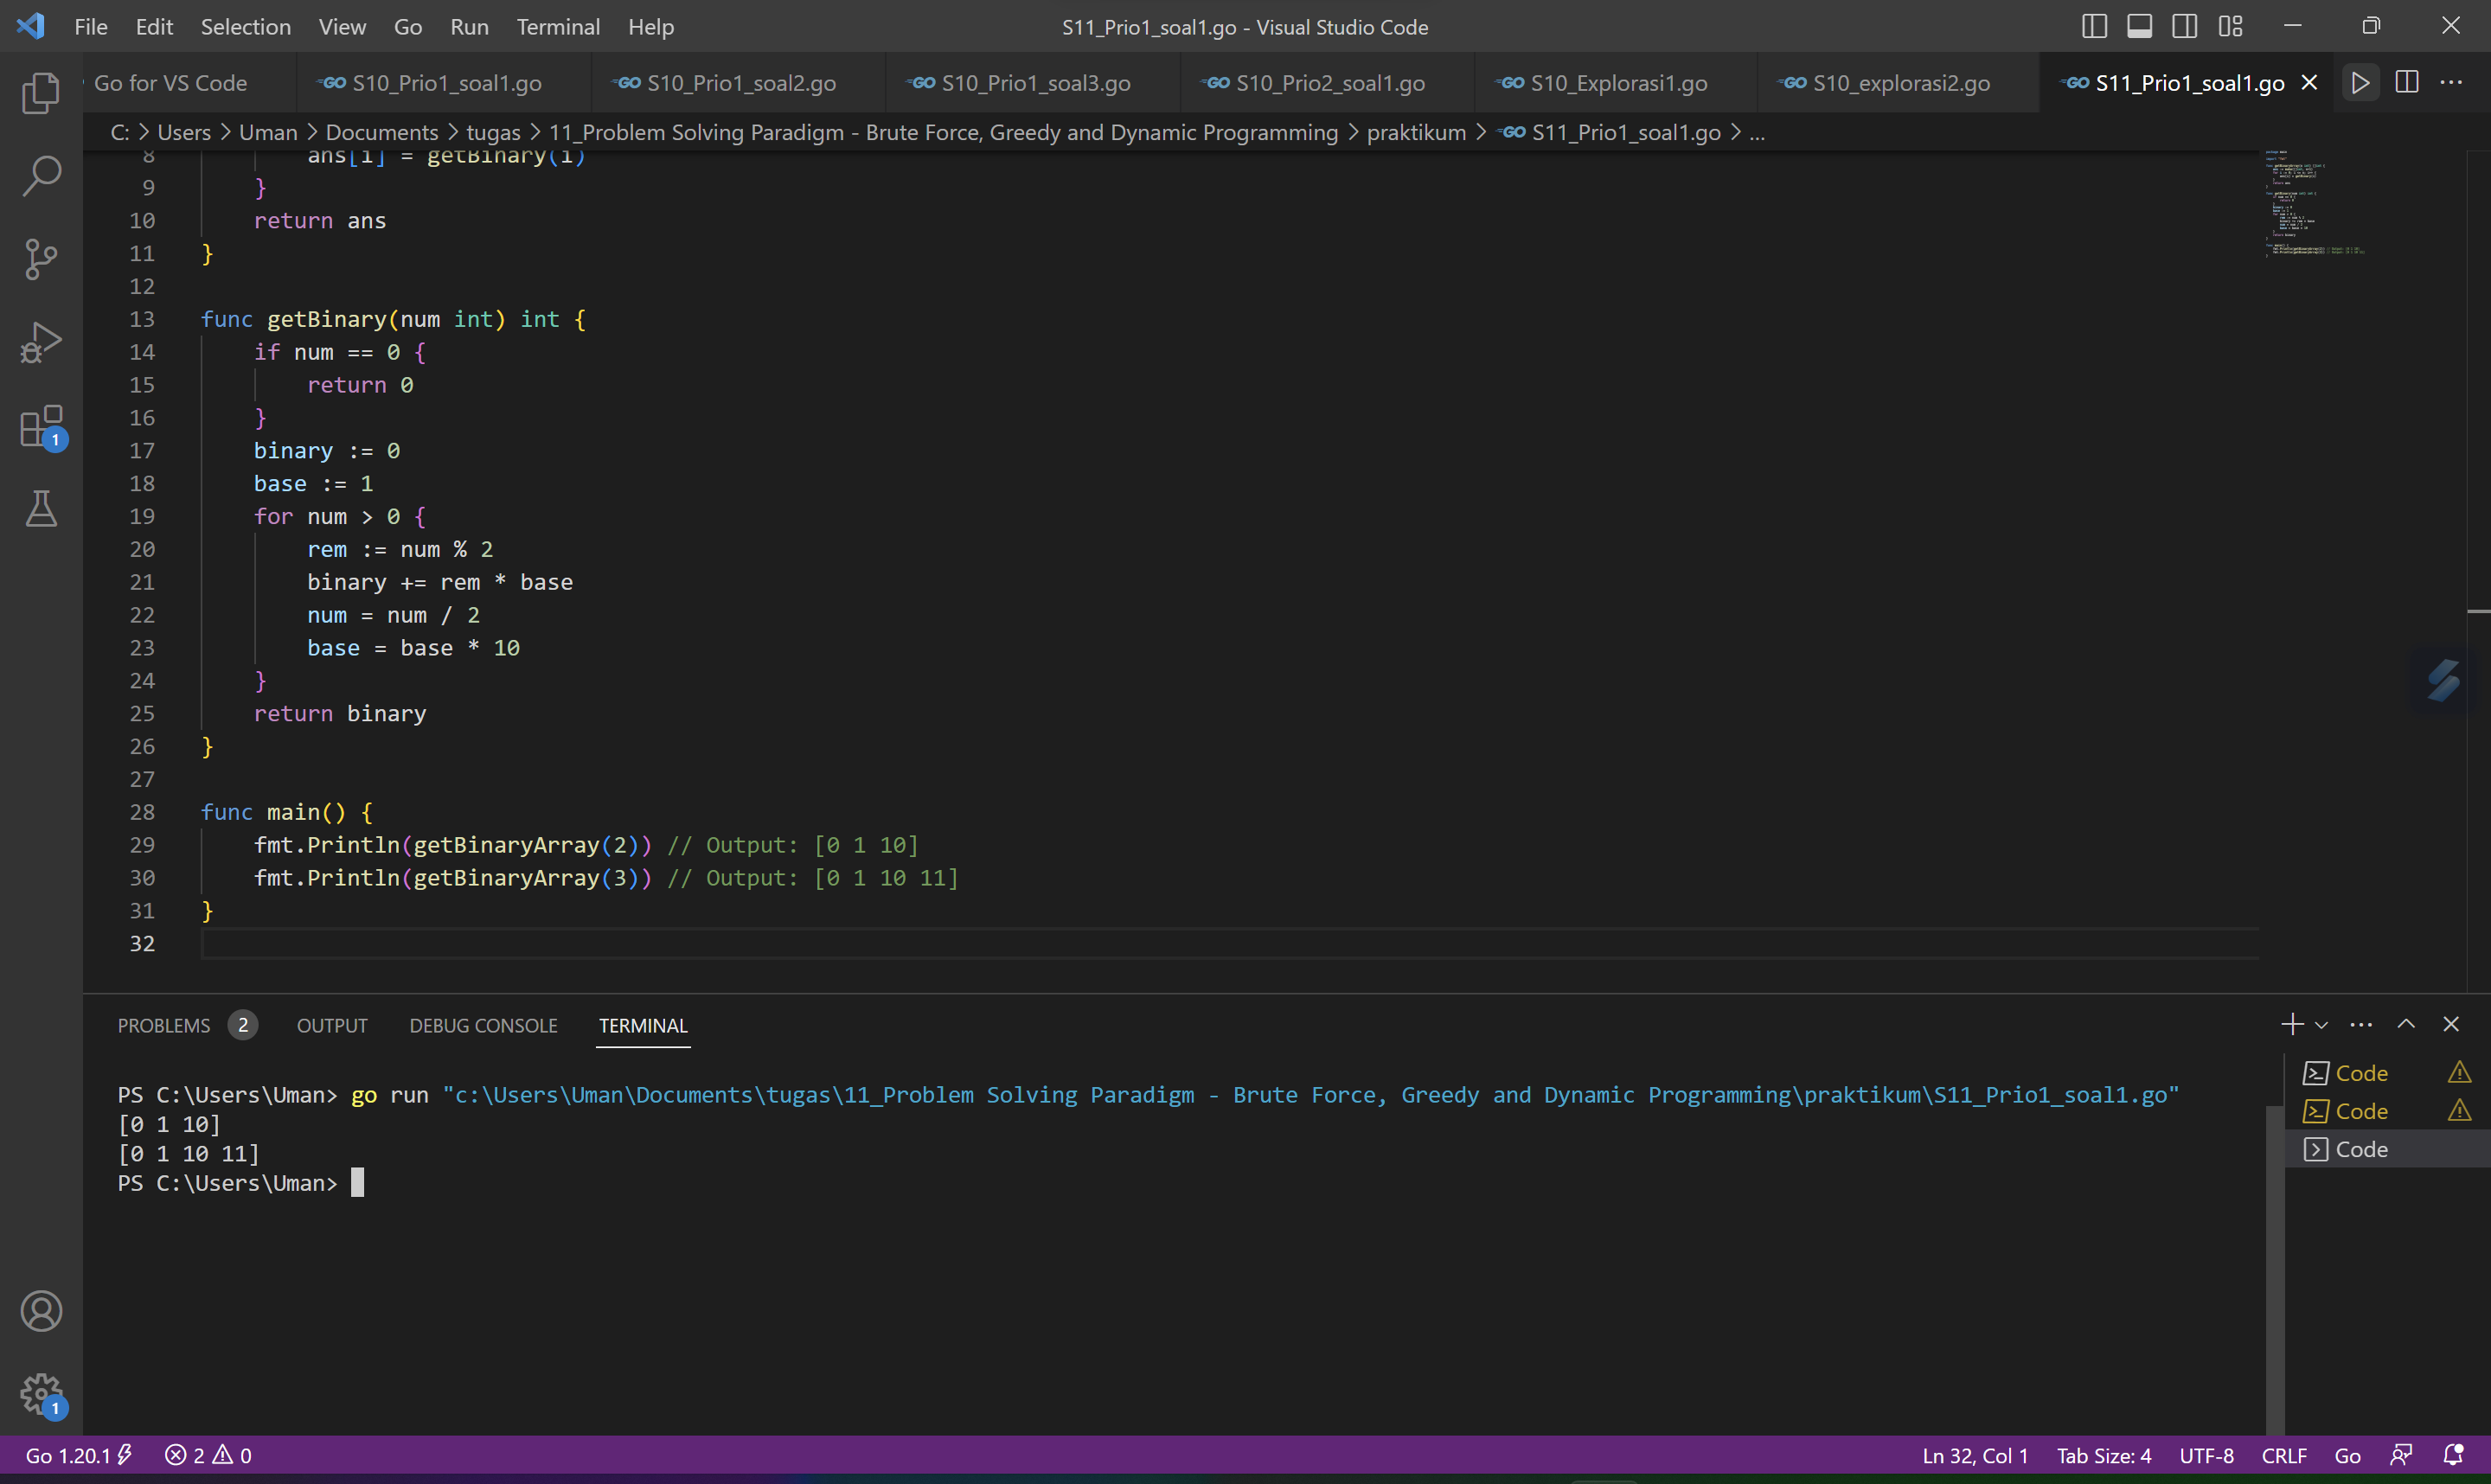 File Edit Selection View Go Run Terminal Help
S11_Prio1_soal1.go - Visual Studio Code
Go for VS Code
S10_Prio1_soal1.go
S10_Prio1_soal2.go
S10_Prio1_soal3.go
S10_Prio2_soal1.go
S10_Explorasi1.go
S10_explorasi2.go
S11_Prio1_soal1.go
C: > Users > Uman > Documents > tugas > 11_Problem Solving Paradigm - Brute Force, Greedy and Dynamic Programming > praktikum > GO S11_Prio1_soal1.go > ...
8 ans[i] = getBinary(i)
9 }
10 return ans
11 }
12
13 func getBinary(num int) int {
14 if num == 0 {
15 return 0
16 }
17 binary := 0
18 base := 1
19 for num > 0 {
20 rem := num % 2
21 binary += rem * base
22 num = num / 2
23 base = base * 10
24 }
25 return binary
26 }
27
28 func main() {
29 fmt.Println(getBinaryArray(2)) // Output: [0 1 10]
30 fmt.Println(getBinaryArray(3)) // Output: [0 1 10 11]
31 }
32
PROBLEMS 2 OUTPUT DEBUG CONSOLE TERMINAL
PS C:\Users\Uman> go run "c:\Users\Uman\Documents\tugas\11_Problem Solving Paradigm - Brute Force, Greedy and Dynamic Programming\praktikum\S11_Prio1_soal1.go"
[0 1 10]
[0 1 10 11]
PS C:\Users\Uman>
Code
Code
Code
1
1
Go 1.20.1 2 0 Ln 32, Col 1 Tab Size: 4 UTF-8 CRLF Go